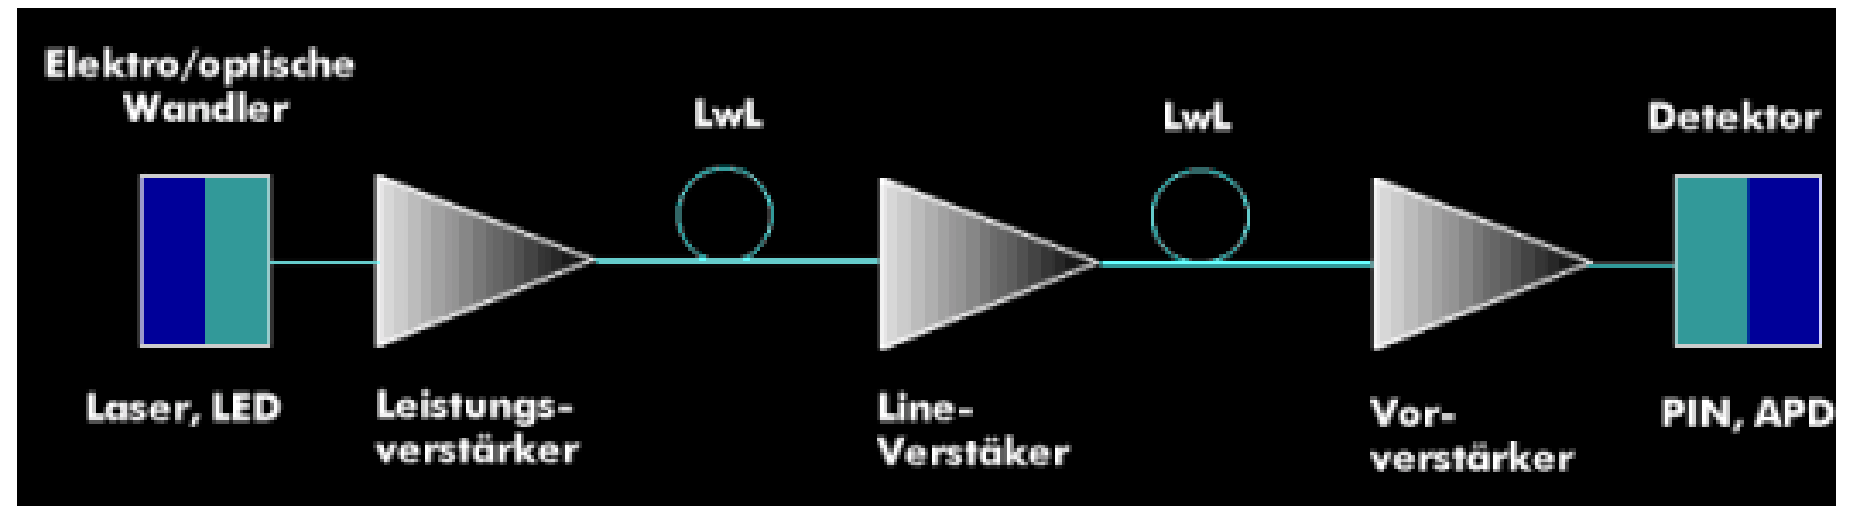 Elektro/optische
Wandler
LwL
LwL
Detektor
Laser, LED
Leistungs-
verstärker
Line-
Verstäker
Vor-
verstärker
PIN, APD